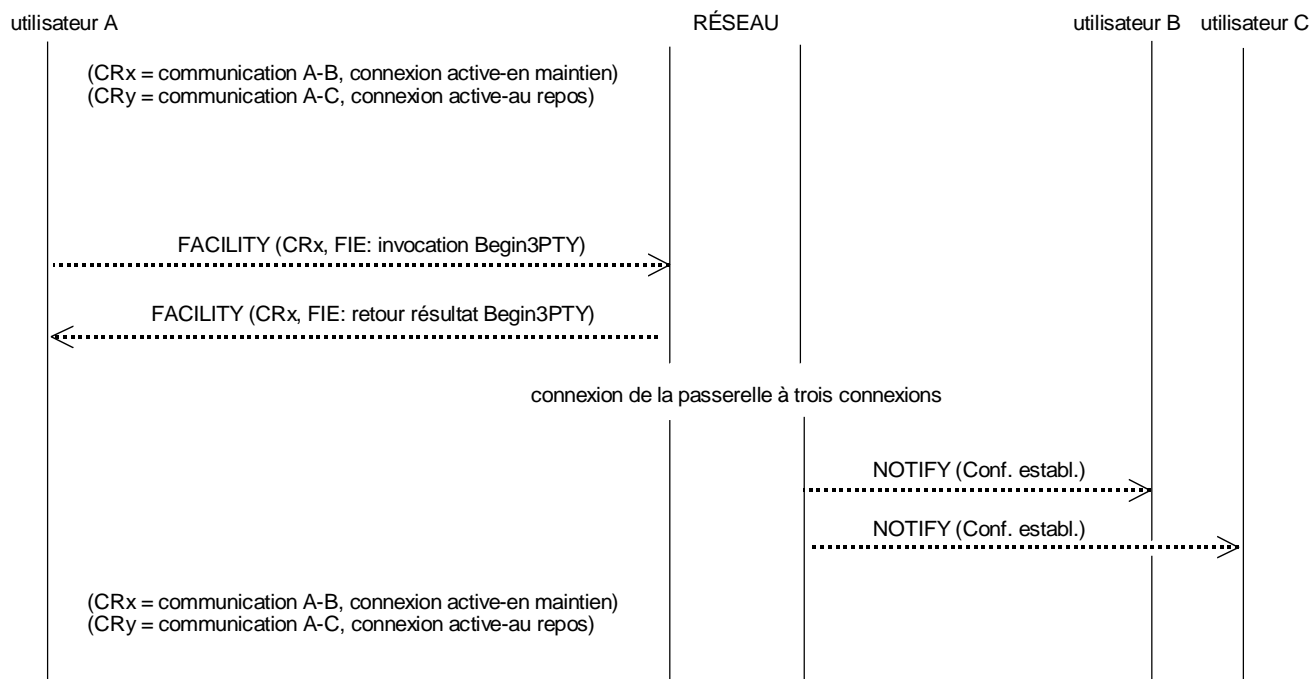 utilisateur A
RÉSEAU
utilisateur B
utilisateur C
(CRx = communication A-B, connexion active-en maintien)
(CRy = communication A-C, connexion active-au repos)
FACILITY (CRx, FIE: invocation Begin3PTY)
FACILITY (CRx, FIE: retour résultat Begin3PTY)
connexion de la passerelle à trois connexions
NOTIFY (Conf. establ.)
NOTIFY (Conf. establ.)
(CRx = communication A-B, connexion active-en maintien)
(CRy = communication A-C, connexion active-au repos)